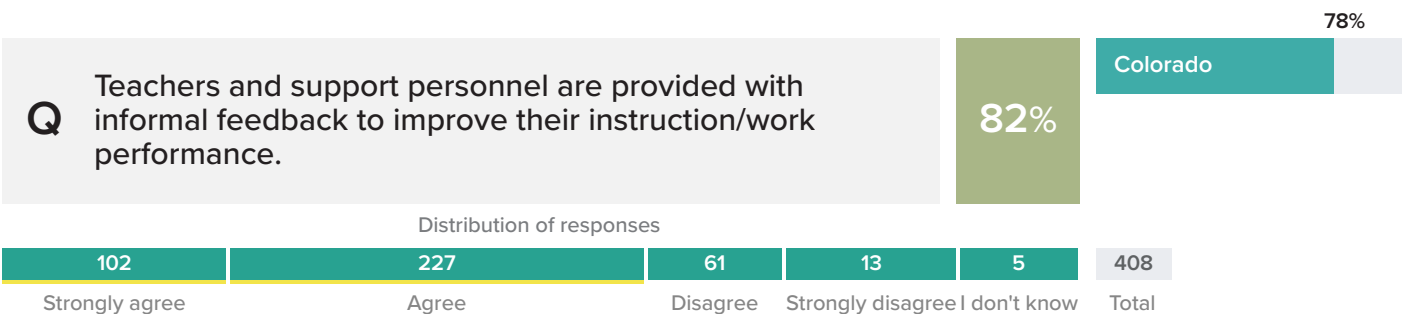 78%
Q
Teachers and support personnel are provided with
informal feedback to improve their instruction/work
performance.
82%
Colorado
Distribution of responses
102 227 61 13 5 408
Strongly agree Agree Disagree Strongly disagree I don't know Total